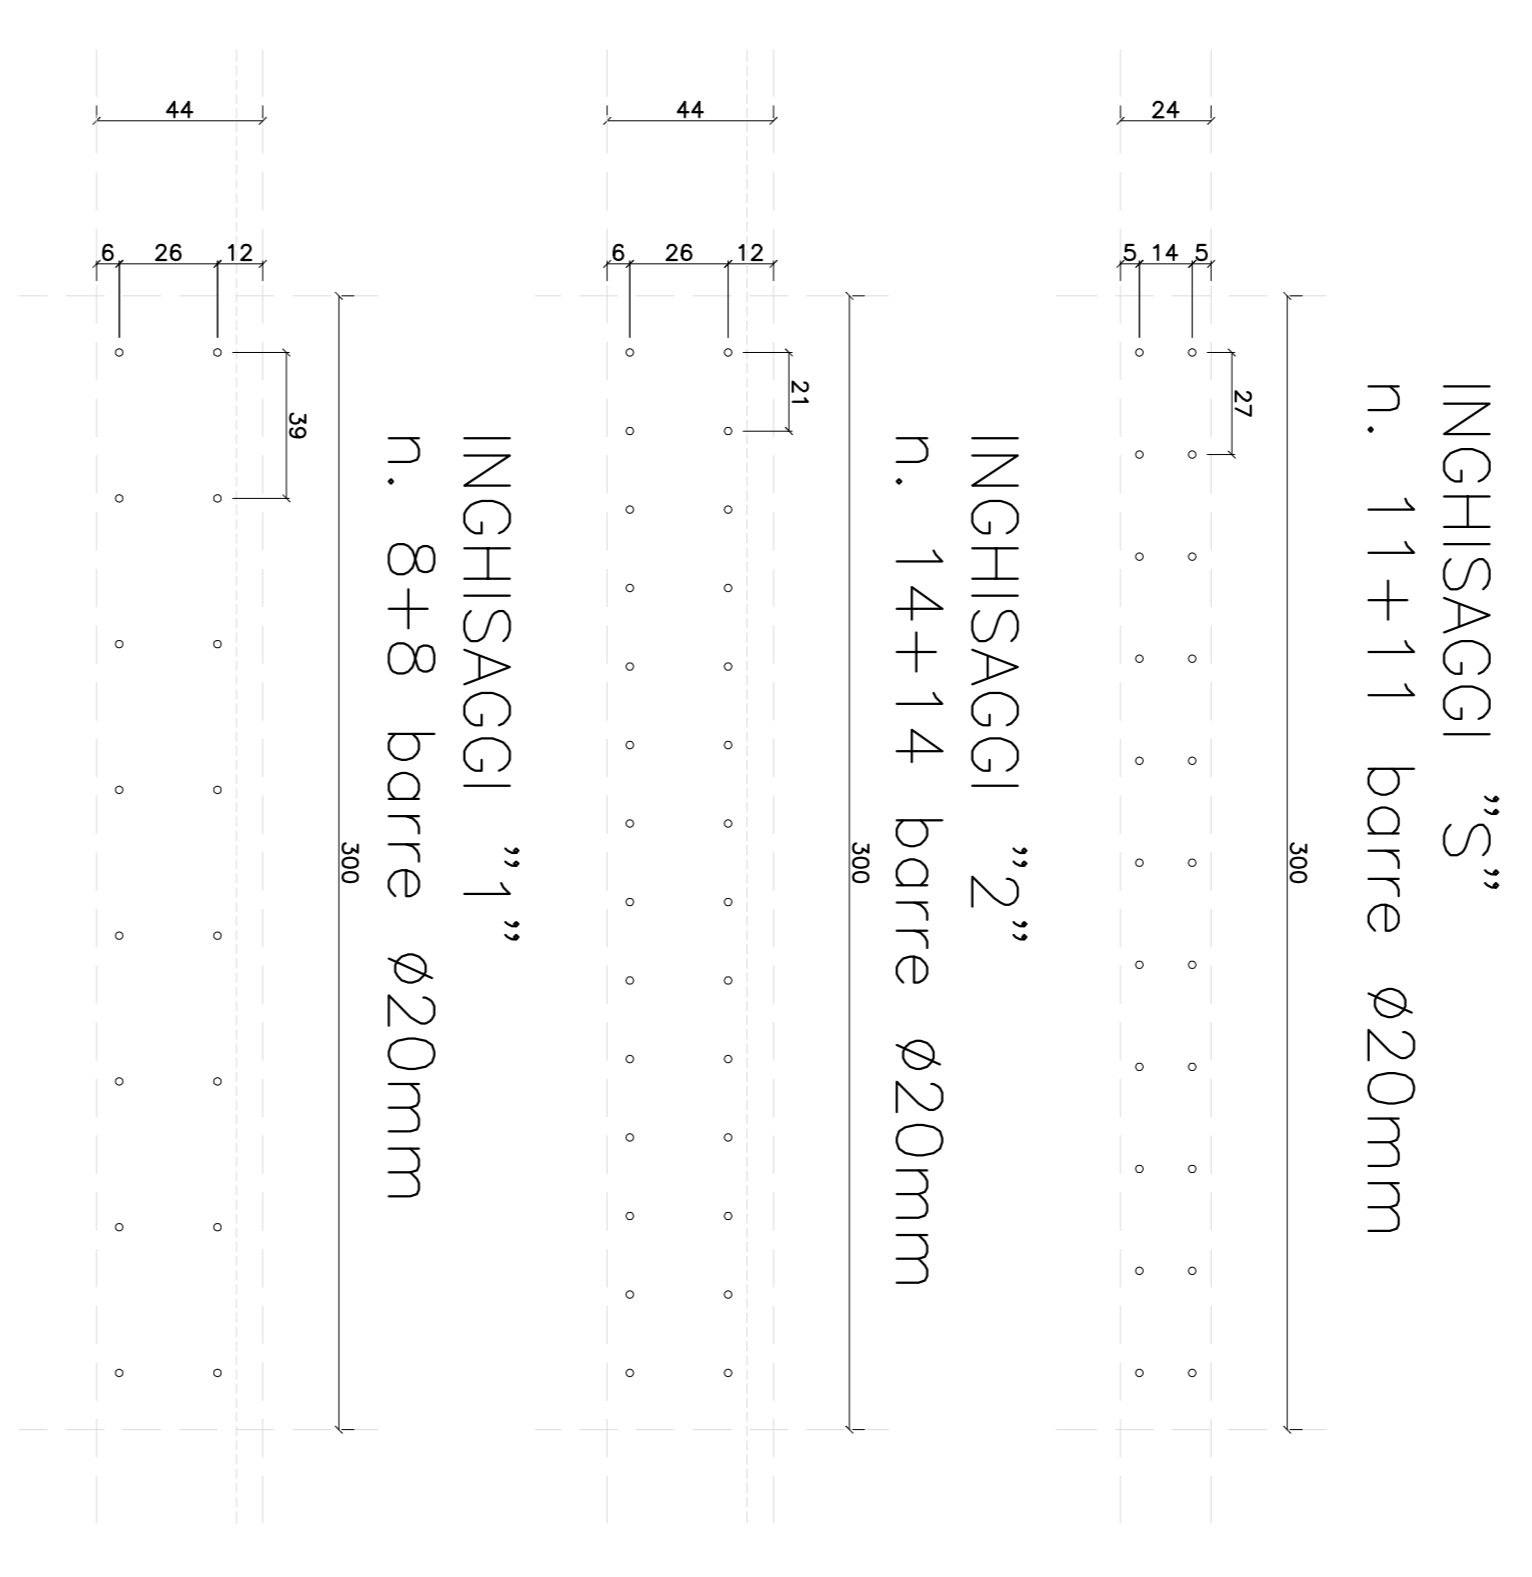 44
6 26 12
39
300
INGHISAGGI "1"
n. 8+8 barre ø20mm
44
6 26 12
21
300
INGHISAGGI "2"
n. 14+14 barre ø20mm
24
5 14 5
27
300
INGHISAGGI "S"
n. 11+11 barre ø20mm